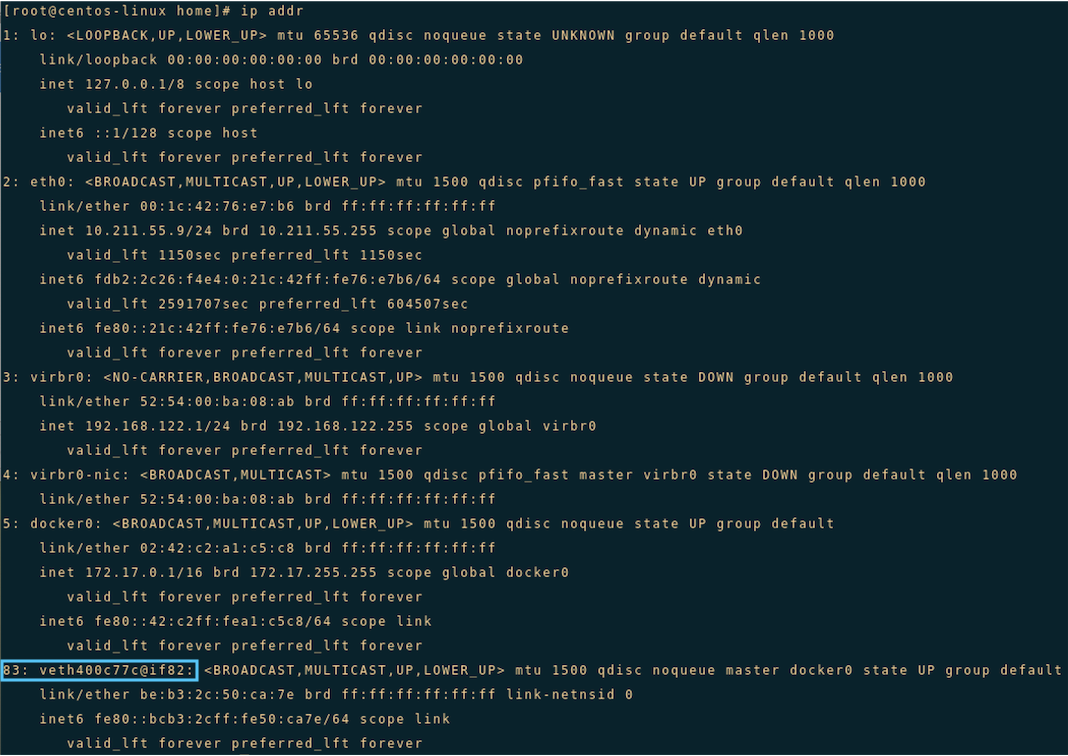 [root@centos-linux home]# ip addr
1: lo: <LOOPBACK,UP,LOWER_UP> mtu 65536 qdisc noqueue state UNKNOWN group default qlen 1000
link/loopback 00:00:00:00:00:00 brd 00:00:00:00:00:00
inet 127.0.0.1/8 scope host lo
valid_lft forever preferred_lft forever
inet6 ::1/128 scope host
valid_lft forever preferred_lft forever
2: eth0: <BROADCAST,MULTICAST,UP,LOWER_UP> mtu 1500 qdisc pfifo_fast state UP group default qlen 1000
link/ether 00:1c:42:76:e7:b6 brd ff:ff:ff:ff:ff:ff
inet 10.211.55.9/24 brd 10.211.55.255 scope global noprefixroute dynamic eth0
valid_lft 1150sec preferred_lft 1150sec
inet6 fdb2:2c26:f4e4:0:21c:42ff:fe76:e7b6/64 scope global noprefixroute dynamic
valid_lft 2591707sec preferred_lft 604507sec
inet6 fe80::21c:42ff:fe76:e7b6/64 scope link noprefixroute
valid_lft forever preferred_lft forever
3: virbr0: <NO-CARRIER,BROADCAST,MULTICAST,UP> mtu 1500 qdisc noqueue state DOWN group default qlen 1000
link/ether 52:54:00:ba:08:ab brd ff:ff:ff:ff:ff:ff
inet 192.168.122.1/24 brd 192.168.122.255 scope global virbr0
valid_lft forever preferred_lft forever
4: virbr0-nic: <BROADCAST,MULTICAST> mtu 1500 qdisc pfifo_fast master virbr0 state DOWN group default qlen 1000
link/ether 52:54:00:ba:08:ab brd ff:ff:ff:ff:ff:ff
5: docker0: <BROADCAST,MULTICAST,UP,LOWER_UP> mtu 1500 qdisc noqueue state UP group default
link/ether 02:42:c2:a1:c5:c8 brd ff:ff:ff:ff:ff:ff
inet 172.17.0.1/16 brd 172.17.255.255 scope global docker0
valid_lft forever preferred_lft forever
inet6 fe80::42:c2ff:fea1:c5c8/64 scope link
valid_lft forever preferred_lft forever
83: veth400c77c@if82: <BROADCAST,MULTICAST,UP,LOWER_UP> mtu 1500 qdisc noqueue master docker0 state UP group default
link/ether be:b3:2c:50:ca:7e brd ff:ff:ff:ff:ff:ff link-netnsid 0
inet6 fe80::bcb3:2cff:fe50:ca7e/64 scope link
valid_lft forever preferred_lft forever